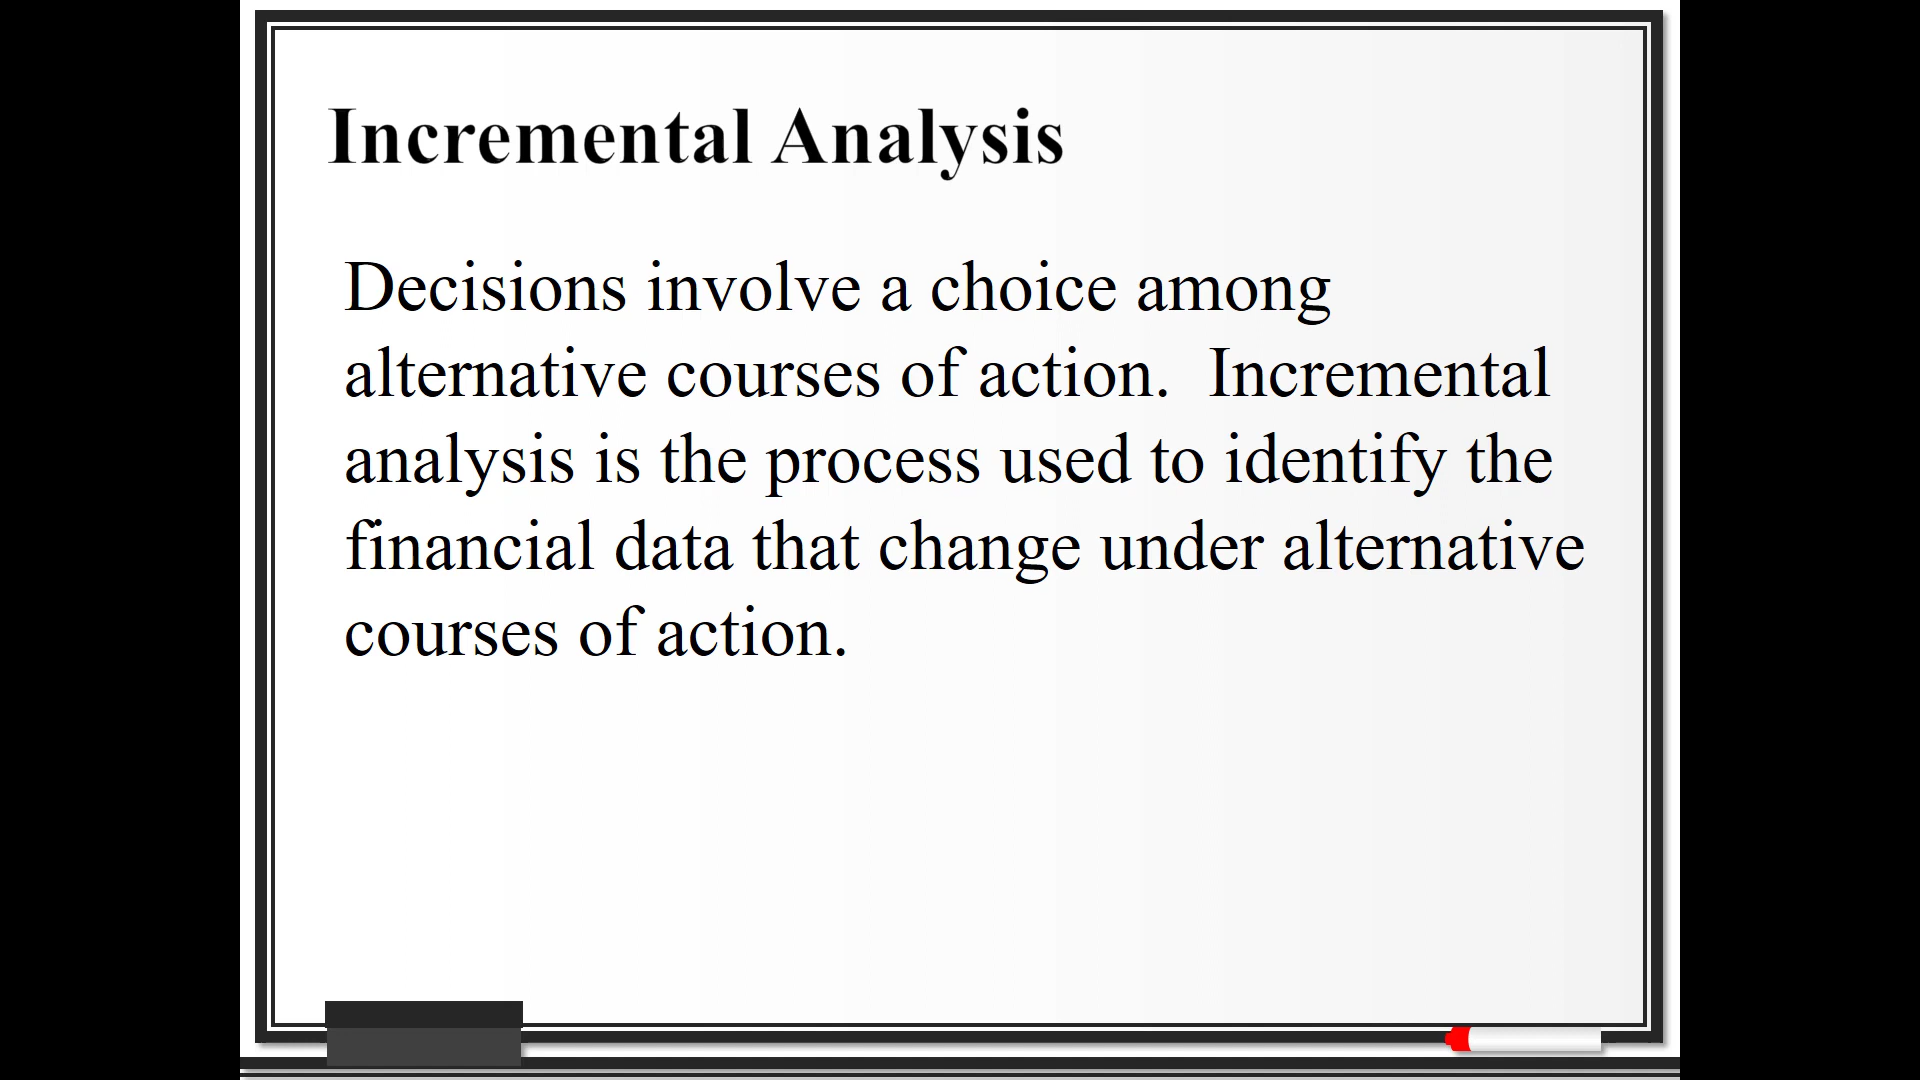 Incremental Analysis
Decisions involve a choice among
alternative courses of action.  Incremental
analysis is the process used to identify the
financial data that change under alternative
courses of action.